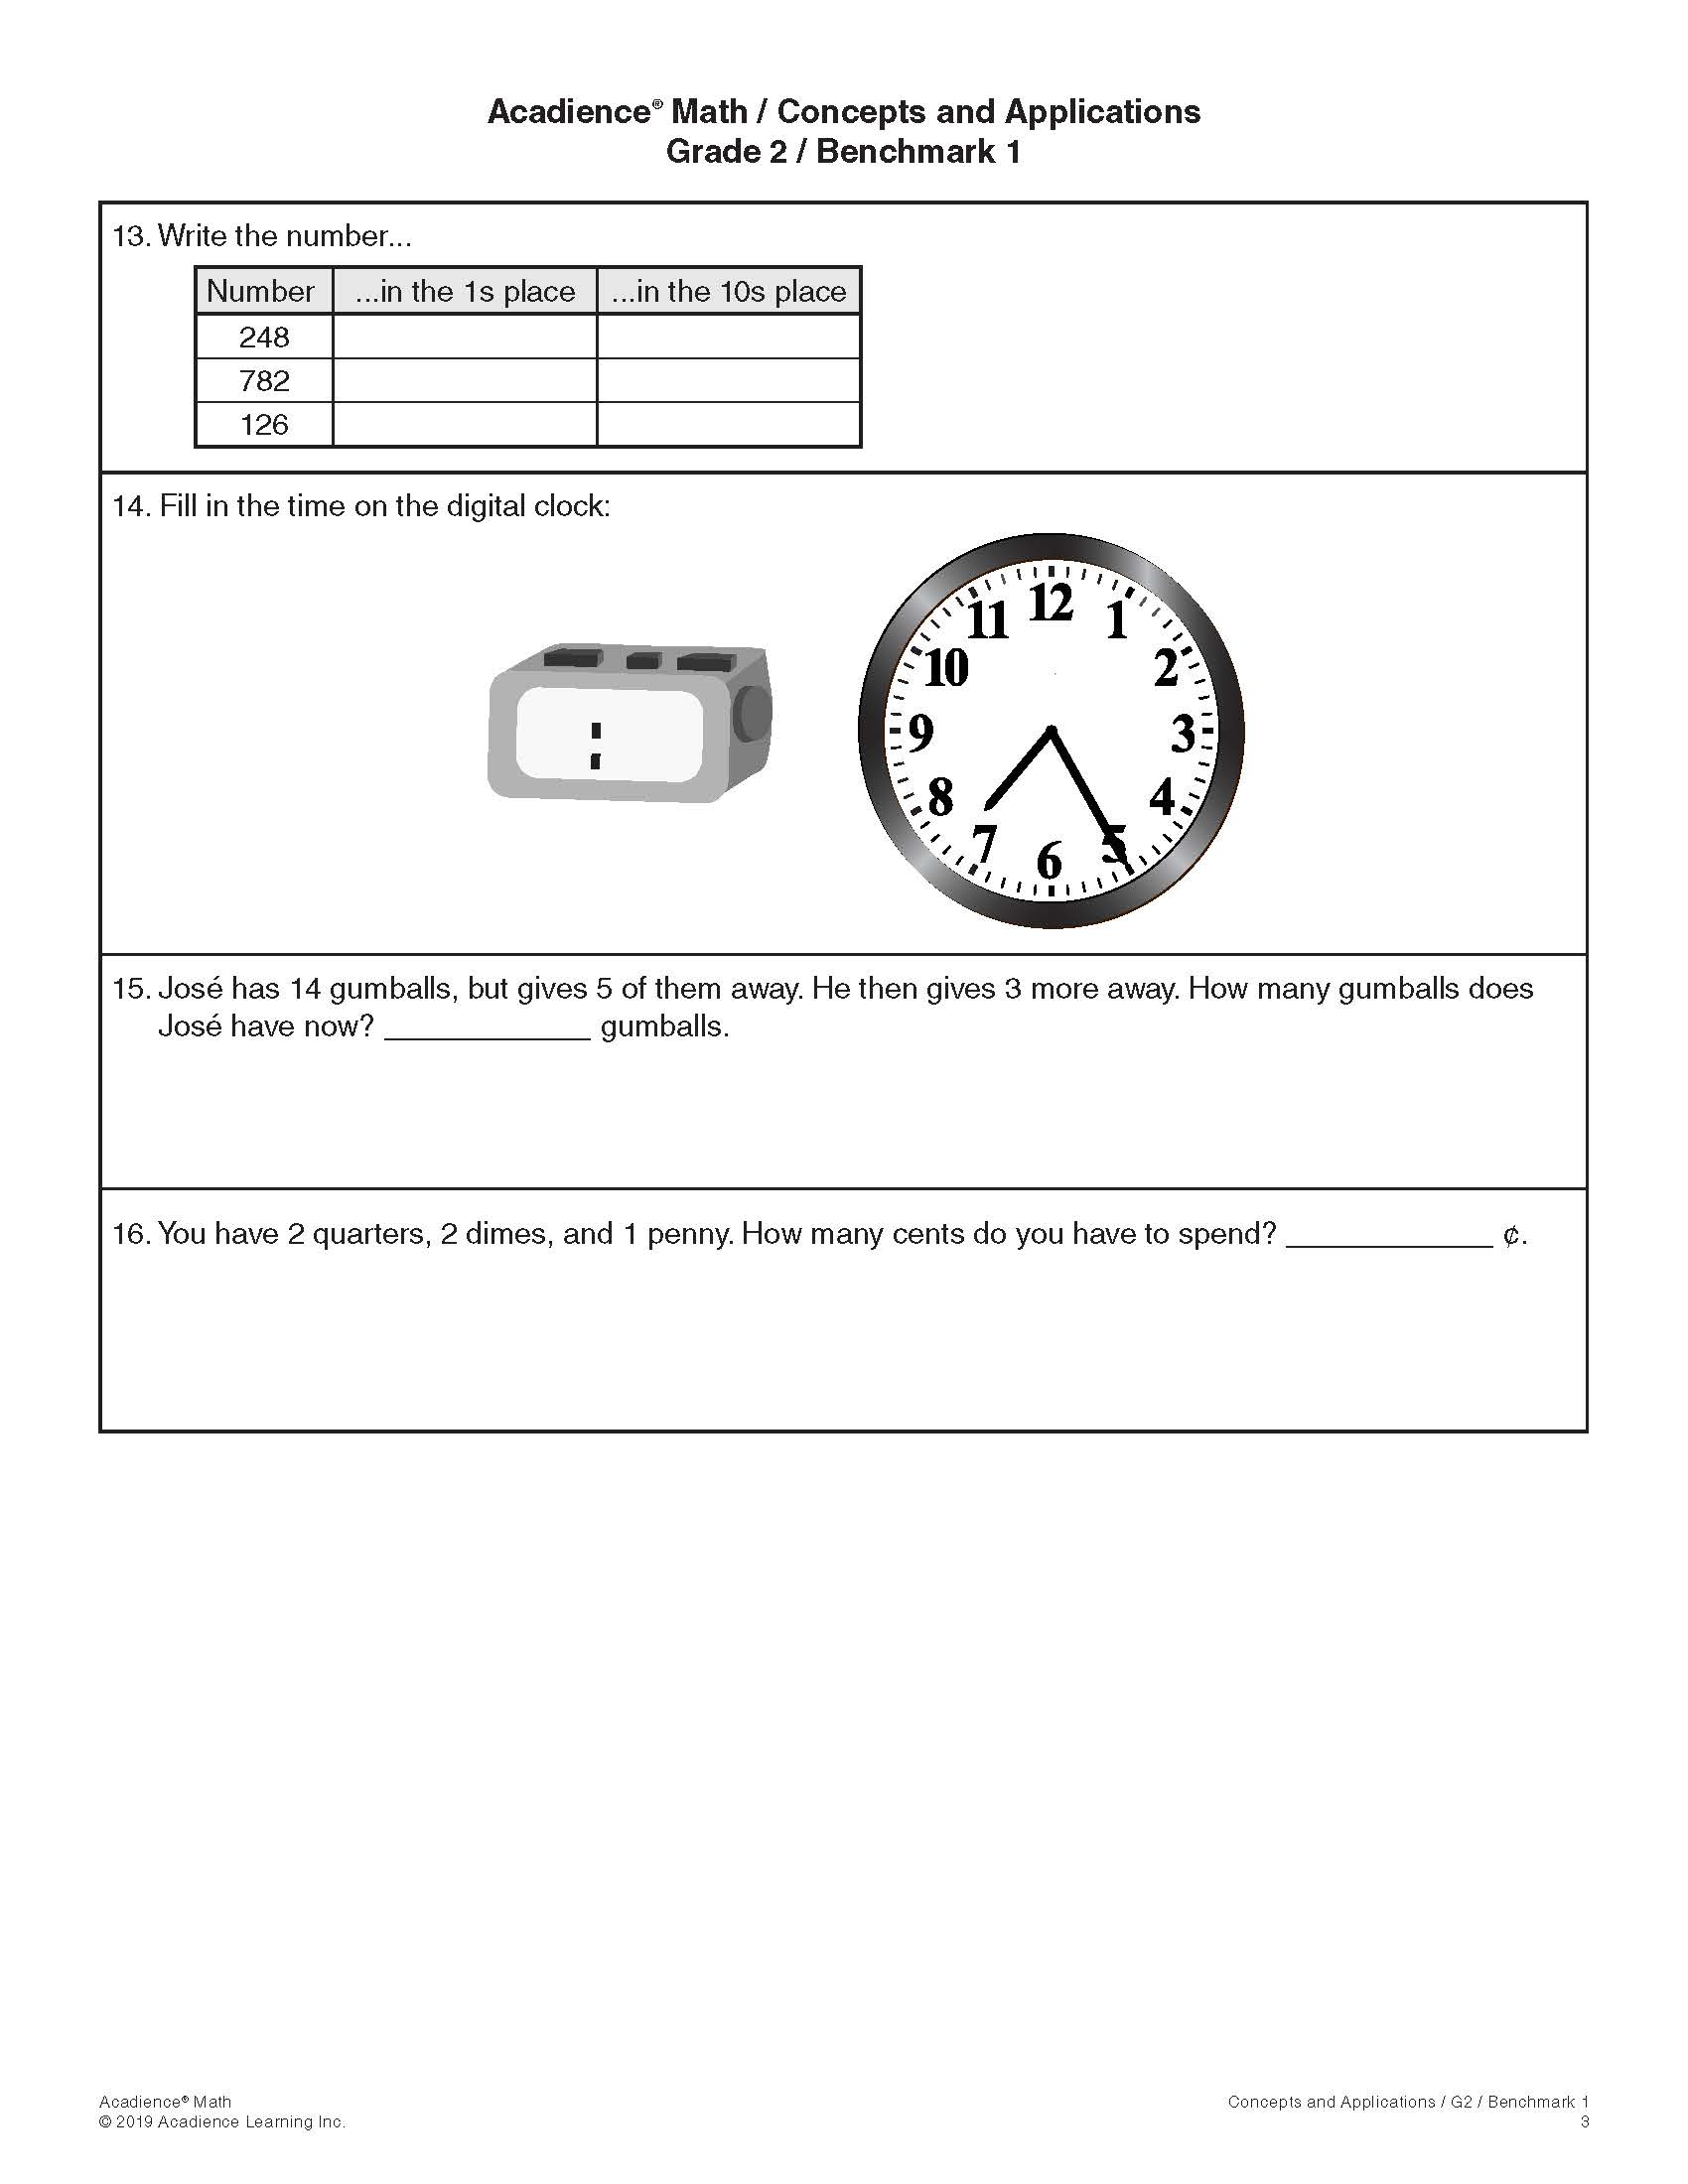 Acadience® Math / Concepts and Applications
Grade 2 / Benchmark 1
13. Write the number...
Number ...in the 1s place ...in the 10s place
248
782
126
14. Fill in the time on the digital clock:
:
12
11 1
10 2
9 3
8 4
7 5
6
15. José has 14 gumballs, but gives 5 of them away. He then gives 3 more away. How many gumballs does
José have now? _____________ gumballs.
16. You have 2 quarters, 2 dimes, and 1 penny. How many cents do you have to spend? _____________ ¢.
Acadience® Math
© 2019 Acadience Learning Inc.
Concepts and Applications / G2 / Benchmark 1
3